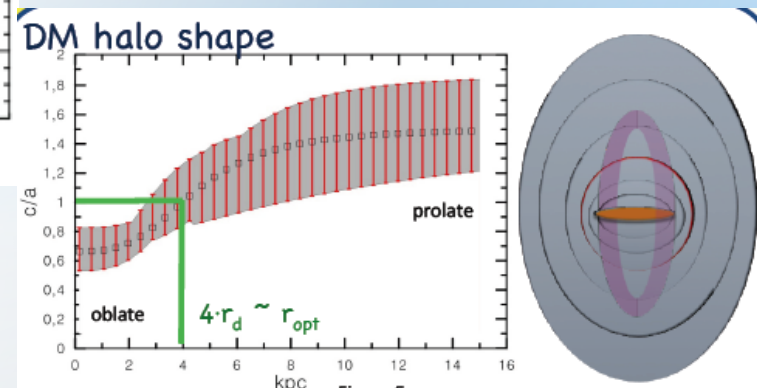 DM halo shape
2
1,8
1,6
1,4
1,2
1
0,8
0,6
0,4
0,2
0
c/a
prolate
oblate
4·r_d ~ r_opt
0 2 4 6 8 10 12 14 16
kpc